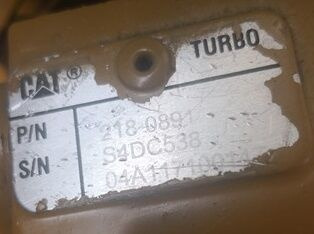 CAT® TURBO
P/N 218-0891
S4DC538
S/N